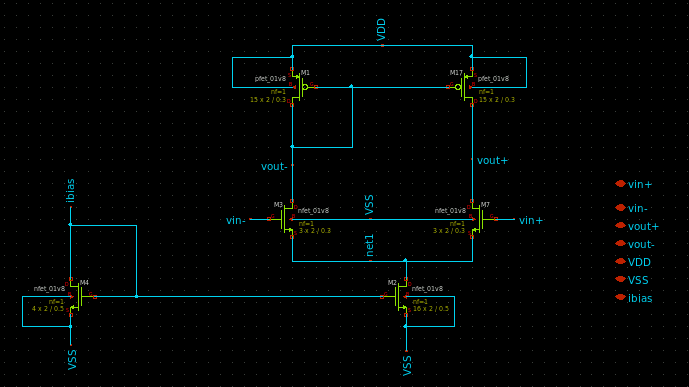 VDD
M1
pfet_01v8
nf=1
15 x 2 / 0.3
M17
pfet_01v8
nf=1
15 x 2 / 0.3
vout-
vout+
ibias
M3
nfet_01v8
nf=1
3 x 2 / 0.3
VSS
M7
nfet_01v8
nf=1
3 x 2 / 0.3
vin-
vin+
net1
M4
nfet_01v8
nf=1
4 x 2 / 0.5
M2
nfet_01v8
nf=1
16 x 2 / 0.5
VSS
VSS
vin+
vin-
vout+
vout-
VDD
VSS
ibias